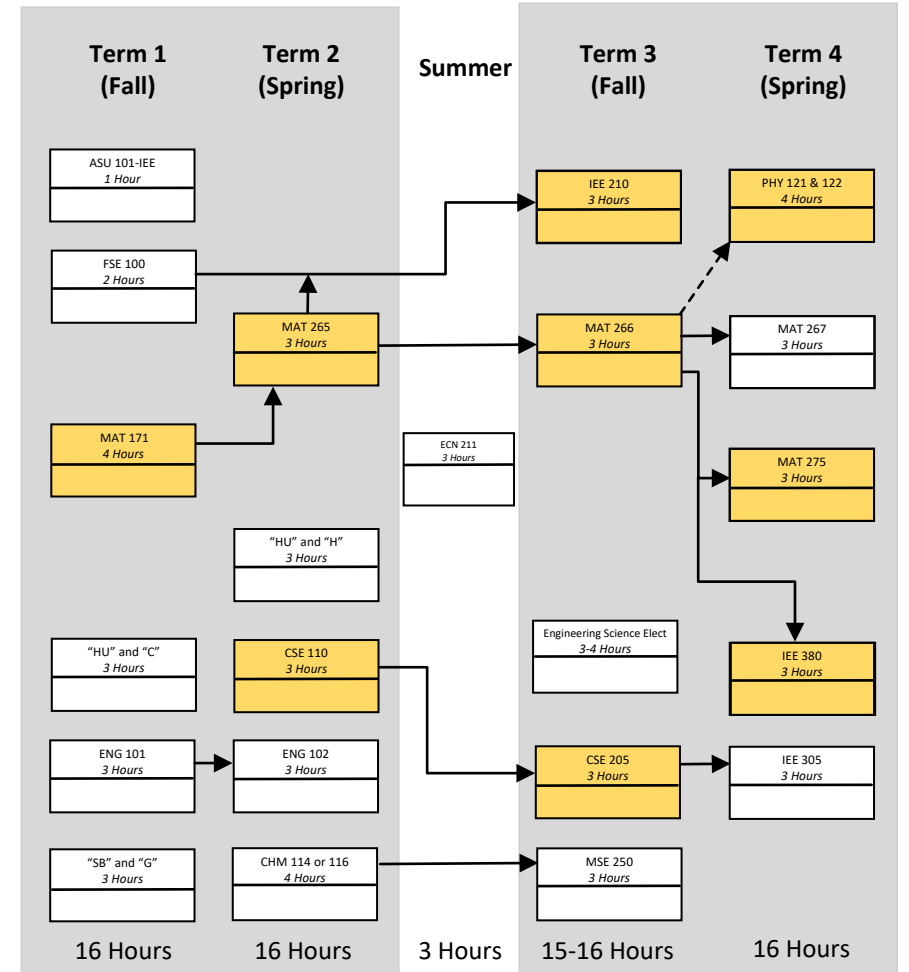 Term 1
(Fall)
Term 2
(Spring)
Summer
Term 3
(Fall)
Term 4
(Spring)
ASU 101-IEE
1 Hour
FSE 100
2 Hours
MAT 171
4 Hours
"HU" and "C"
3 Hours
ENG 101
3 Hours
"SB" and "G"
3 Hours
16 Hours
MAT 265
3 Hours
"HU" and "H"
3 Hours
CSE 110
3 Hours
ENG 102
3 Hours
CHM 114 or 116
4 Hours
16 Hours
ECN 211
3 Hours
3 Hours
IEE 210
3 Hours
MAT 266
3 Hours
Engineering Science Elect
3-4 Hours
CSE 205
3 Hours
MSE 250
3 Hours
15-16 Hours
PHY 121 & 122
4 Hours
MAT 267
3 Hours
MAT 275
3 Hours
IEE 380
3 Hours
IEE 305
3 Hours
16 Hours